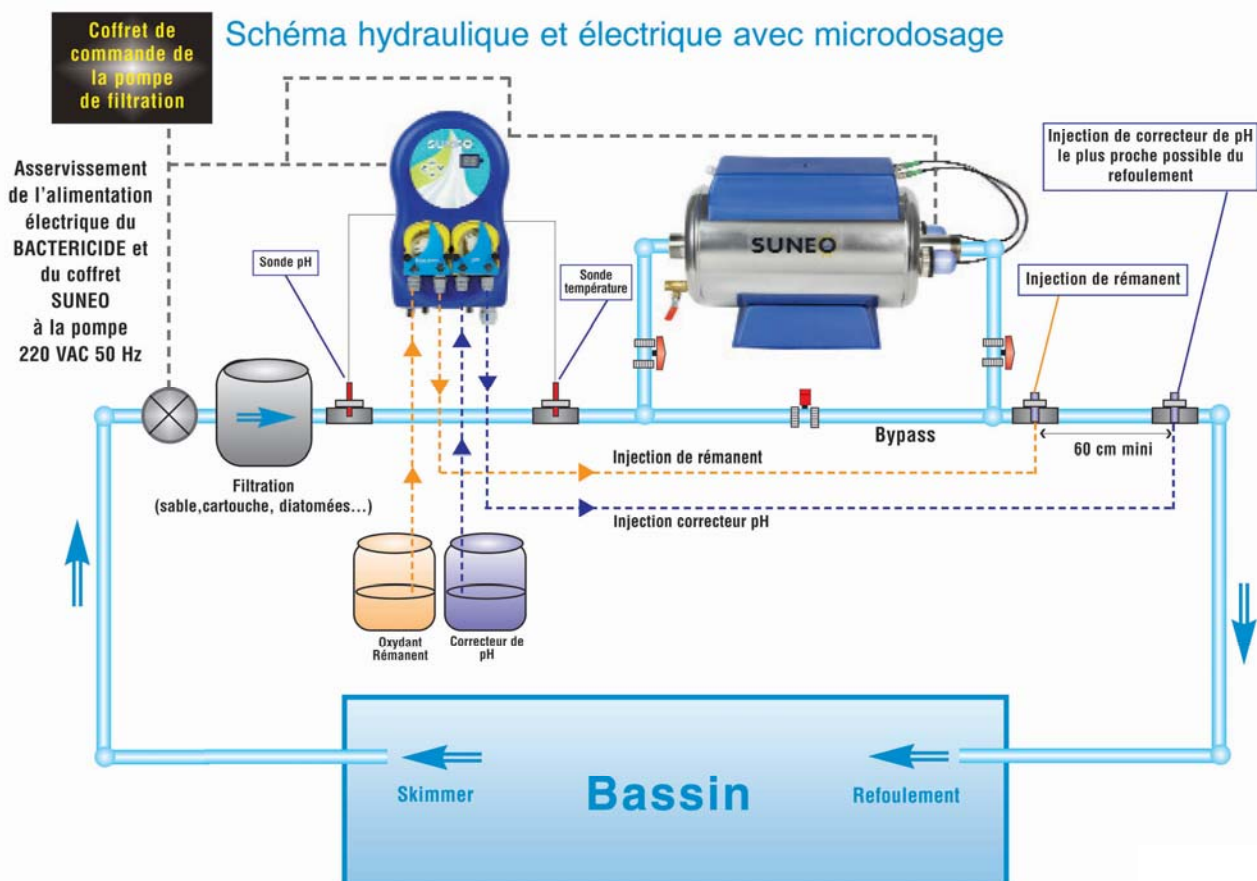 Schéma hydraulique et électrique avec microdosage
Coffret de
commande de
la pompe
de filtration
Asservissement
de l'alimentation
électrique du
BACTERICIDE et
du coffret
SUNEO
à la pompe
220 VAC 50 Hz
SUNEO
Sonde pH
Sonde
température
SUNEO
Injection de correcteur de pH
le plus proche possible du
refoulement
Injection de rémanent
Bypass
60 cm mini
Filtration
(sable,cartouche, diatomées...)
Injection de rémanent
Injection correcteur pH
Oxydant
Rémanent
Correcteur de
pH
Skimmer
Bassin
Refoulement